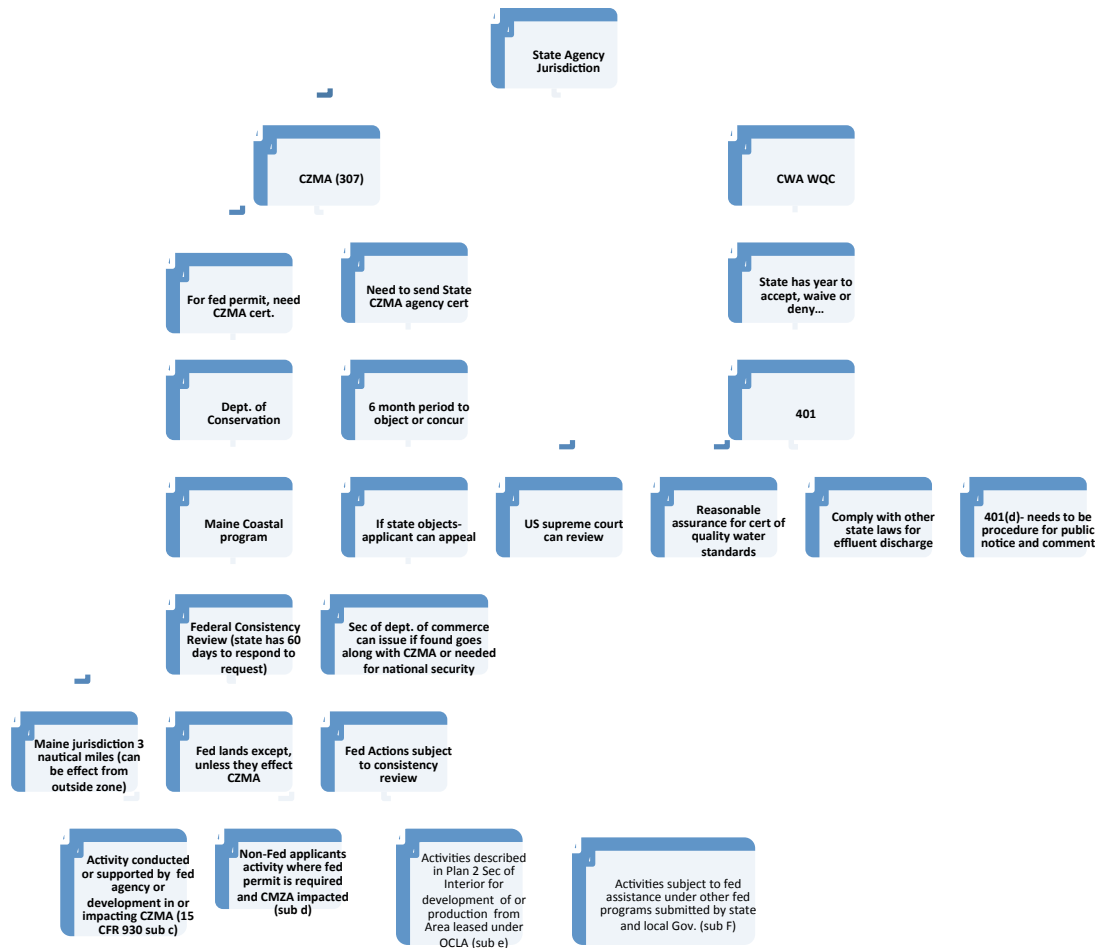 State Agency
Jurisdiction
CZMA (307)
CWA WQC
For fed permit, need
CZMA cert.
Need to send State
CZMA agency cert
State has year to
accept, waive or
deny…
Dept. of
Conservation
6 month period to
object or concur
401
Maine Coastal
program
If state objects-
applicant can appeal
US supreme court
can review
Reasonable
assurance for cert of
quality water
standards
Comply with other
state laws for
effluent discharge
401(d)- needs to be
procedure for public
notice and comment
Federal Consistency
Review (state has 60
days to respond to
request)
Sec of dept. of commerce
can issue if found goes
along with CZMA or needed
for national security
Maine jurisdiction 3
nautical miles (can
be effect from
outside zone)
Fed lands except,
unless they effect
CZMA
Fed Actions subject
to consistency
review
Activity conducted
or supported by fed
agency or
development in or
impacting CZMA (15
CFR 930 sub c)
Non-Fed applicants
activity where fed
permit is required
and CMZA impacted
(sub d)
Activities described
in Plan 2 Sec of
Interior for
development of or
production from
Area leased under
OCLA (sub e)
Activities subject to fed
assistance under other fed
programs submitted by state
and local Gov. (sub F)